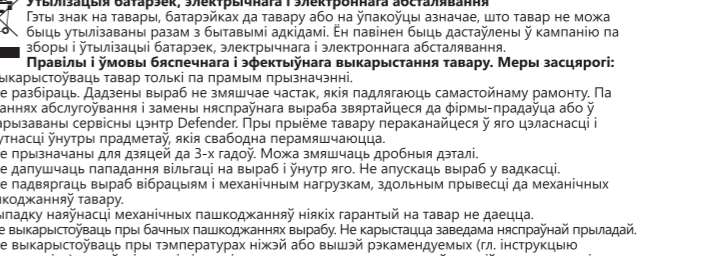 Утылізацыя батарэек, электрычнага і электроннага абсталявання
Гэты знак на тавары, батарэйках да тавару або на ўпакоўцы азначае, што тавар не можа
быць утылізаваны разам з бытавымі адкідамі. Ён павінен быць дастаўлены ў кампанію па
зборы і ўтылізацыі батарэек, электрычнага і электроннага абсталявання.
Правілы і ўмовы бяспечнага і эфектыўнага выкарыстання тавару. Меры засцярогі:
выкарыстоўваць тавар толькі па прамым прызначэнні.
е разбіраць. Дадзены выраб не змяшчае частак, якія падлягаюць самастойнаму рамонту. Па
аннях абслугоўвання і замены няспраўнага выраба звяртайцеся да фірмы-прадаўца або ў
арызаваны сервісны цэнтр Defender. Пры прыёме тавару пераканайцеся ў яго цэласнасці і
утнасці ўнутры прадметаў, якія свабодна перамяшчаюцца.
е прызначаны для дзяцей да 3-х гадоў. Можа змяшчаць дробныя дэталі.
е дапушчаць пападання вільгаці на выраб і ўнутр яго. Не апускаць выраб у вадкасці.
е падвяргаць выраб вібрацыям і механічным нагрузкам, здольным прывесці да механічных
шкоджанняў тавару.
ыпадку наяўнасці механічных пашкоджанняў ніякіх гарантый на тавар не даецца.
е выкарыстоўваць пры бачных пашкоджаннях вырабу. Не карыстацца заведама няспраўнай прыладай.
е выкарыстоўваць пры тэмпературах ніжэй або вышэй рэкамендуемых (гл. інструкцыю